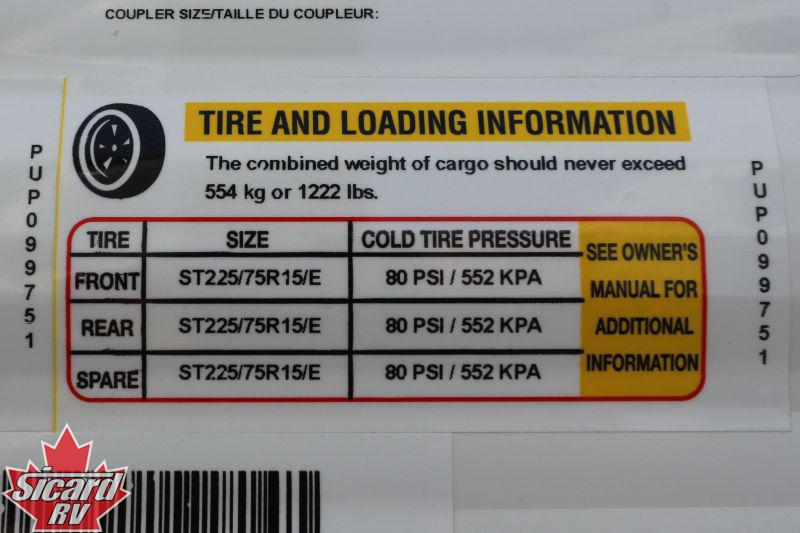 COUPLER SIZE/TAILLE DU COUPLEUR:
TIRE AND LOADING INFORMATION
The combined weight of cargo should never exceed
554 kg or 1222 lbs.
TIRE SIZE COLD TIRE PRESSURE
FRONT ST225/75R15/E 80 PSI / 552 KPA
REAR ST225/75R15/E 80 PSI / 552 KPA
SPARE ST225/75R15/E 80 PSI / 552 KPA
SEE OWNER'S
MANUAL FOR
ADDITIONAL
INFORMATION
PUP099751
PUP099751
Sicard
RV